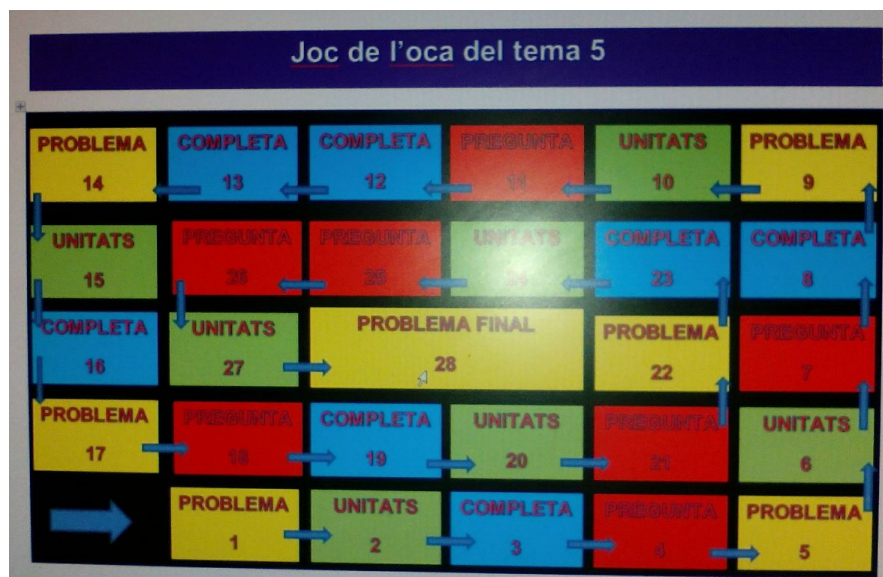 Joc de l'oca del tema 5
PROBLEMA COMPLETA COMPLETA PREGUNTA UNITATS PROBLEMA
14 13 12 11 10 9
UNITATS PREGUNTA PREGUNTA UNITATS COMPLETA COMPLETA
15 26 25 24 23 8
COMPLETA UNITATS PROBLEMA FINAL PROBLEMA PREGUNTA
16 27 28 22 7
PROBLEMA PREGUNTA COMPLETA UNITATS UNITATS
17 18 19 20 21 6
PROBLEMA UNITATS COMPLETA PREGUNTA PROBLEMA
1 2 3 4 5